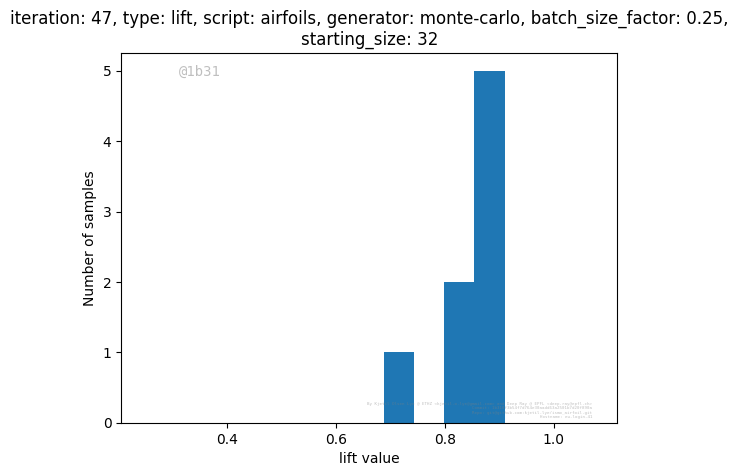 iteration: 47, type: lift, script: airfoils, generator: monte-carlo, batch_size_factor: 0.25,
starting_size: 32
@1b31
5
4
3
2
1
0
Number of samples
0.4 0.6 0.8 1.0
lift value